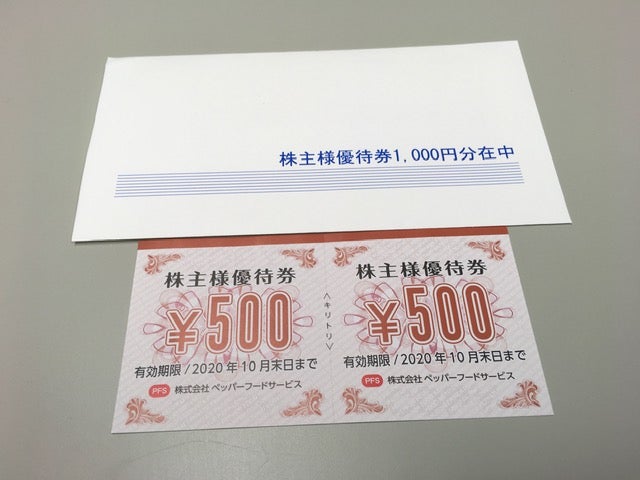 株主様優待券1,000円分在中
株主様優待券
¥500
有効期限/2020年10月末日まで
PFS 株式会社 ペッパーフードサービス
<キリトリ>
株主様優待券
¥500
有効期限/2020年10月末日まで
PFS 株式会社 ペッパーフードサービス